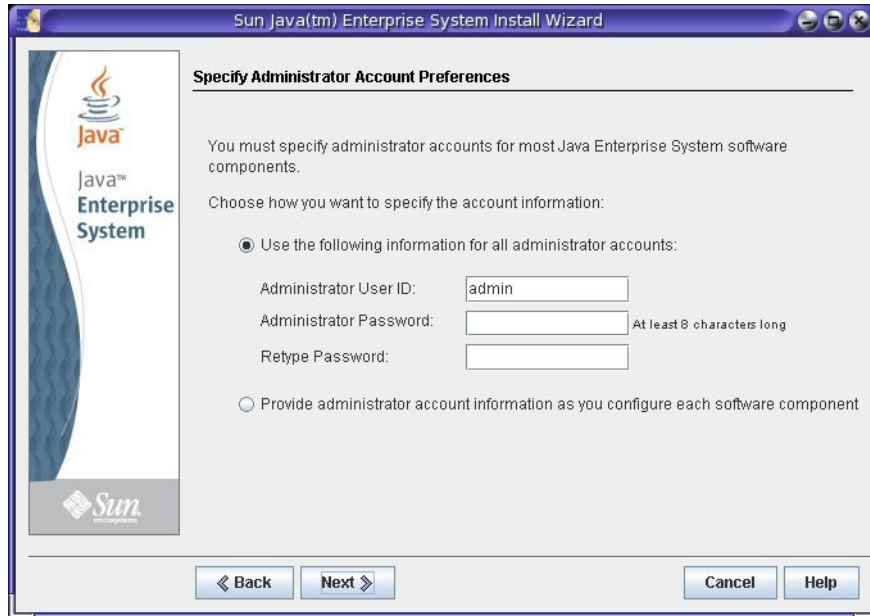 Sun Java(tm) Enterprise System Install Wizard
Specify Administrator Account Preferences
Java™
Java™
Enterprise
System
Sun
microsystems
You must specify administrator accounts for most Java Enterprise System software
components.
Choose how you want to specify the account information:
Use the following information for all administrator accounts:
Administrator User ID: admin
Administrator Password: At least 8 characters long
Retype Password:
Provide administrator account information as you configure each software component
Back Next Cancel Help